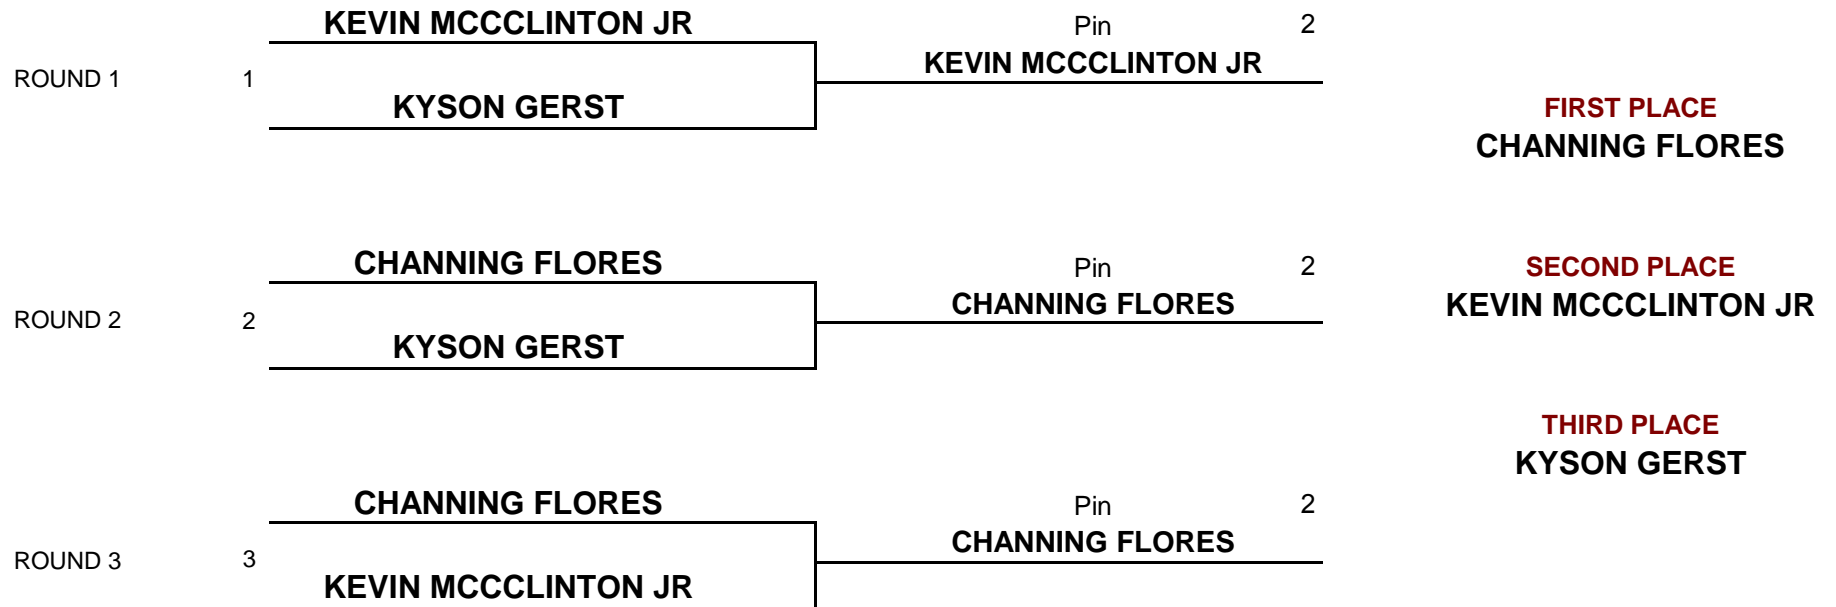 KEVIN MCCCLINTON JR
Pin 2
KEVIN MCCCLINTON JR
ROUND 1 1
KYSON GERST
FIRST PLACE
CHANNING FLORES
CHANNING FLORES
Pin 2
SECOND PLACE
CHANNING FLORES
KEVIN MCCCLINTON JR
ROUND 2 2
KYSON GERST
THIRD PLACE
KYSON GERST
CHANNING FLORES
Pin 2
CHANNING FLORES
ROUND 3 3
KEVIN MCCCLINTON JR